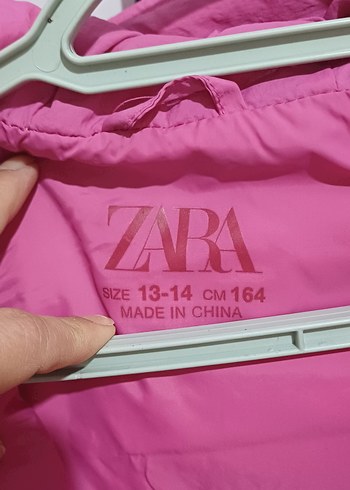 ZARA
SIZE 13-14 CM 164
MADE IN CHINA